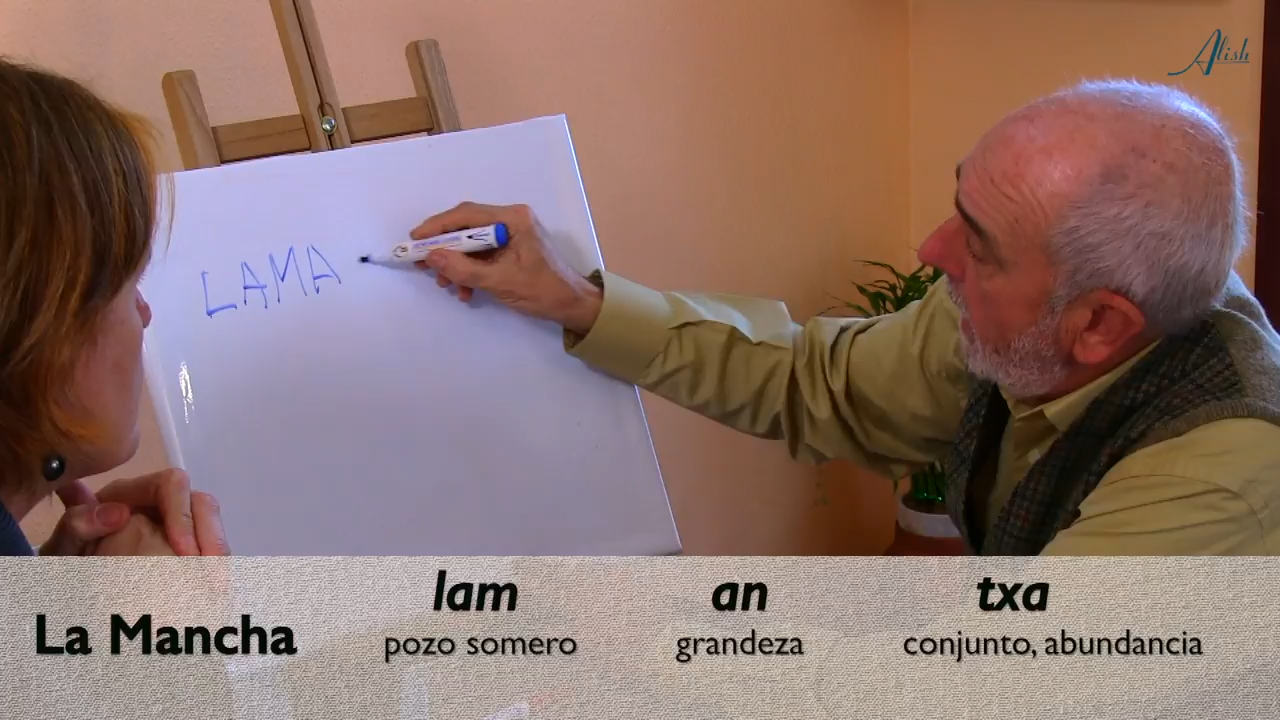 Alish
LAMA
La Mancha
lam
pozo somero
an
grandeza
txa
conjunto, abundancia